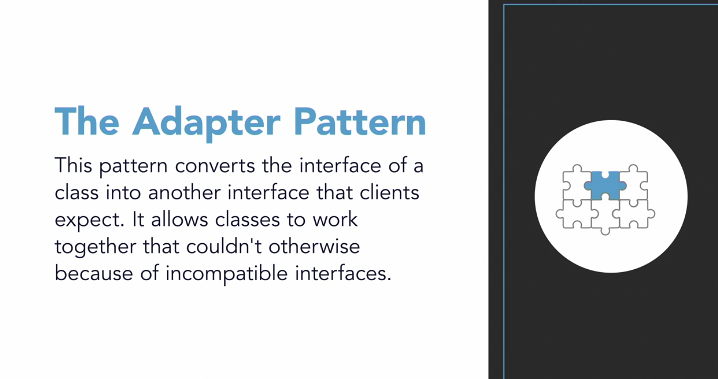 The Adapter Pattern
This pattern converts the interface of a
class into another interface that clients
expect. It allows classes to work
together that couldn't otherwise
because of incompatible interfaces.